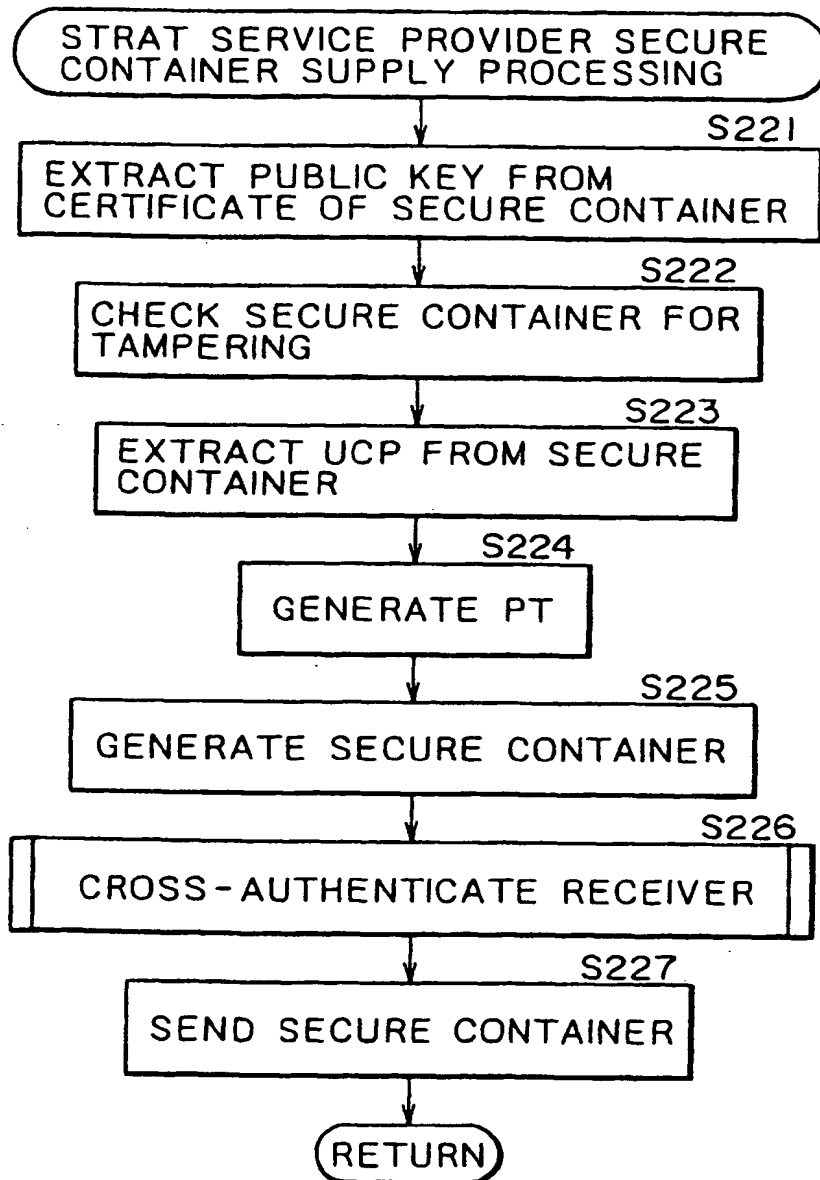 STRAT SERVICE PROVIDER SECURE
CONTAINER SUPPLY PROCESSING
S221
EXTRACT PUBLIC KEY FROM
CERTIFICATE OF SECURE CONTAINER
S222
CHECK SECURE CONTAINER FOR
TAMPERING
S223
EXTRACT UCP FROM SECURE
CONTAINER
S224
GENERATE PT
S225
GENERATE SECURE CONTAINER
S226
CROSS-AUTHENTICATE RECEIVER
S227
SEND SECURE CONTAINER
RETURN